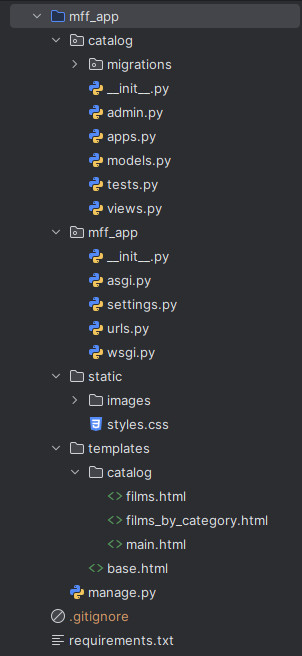 mff_app
catalog
migrations
__init__.py
admin.py
apps.py
models.py
tests.py
views.py
mff_app
__init__.py
asgi.py
settings.py
urls.py
wsgi.py
static
images
styles.css
templates
catalog
films.html
films_by_category.html
main.html
base.html
manage.py
.gitignore
requirements.txt